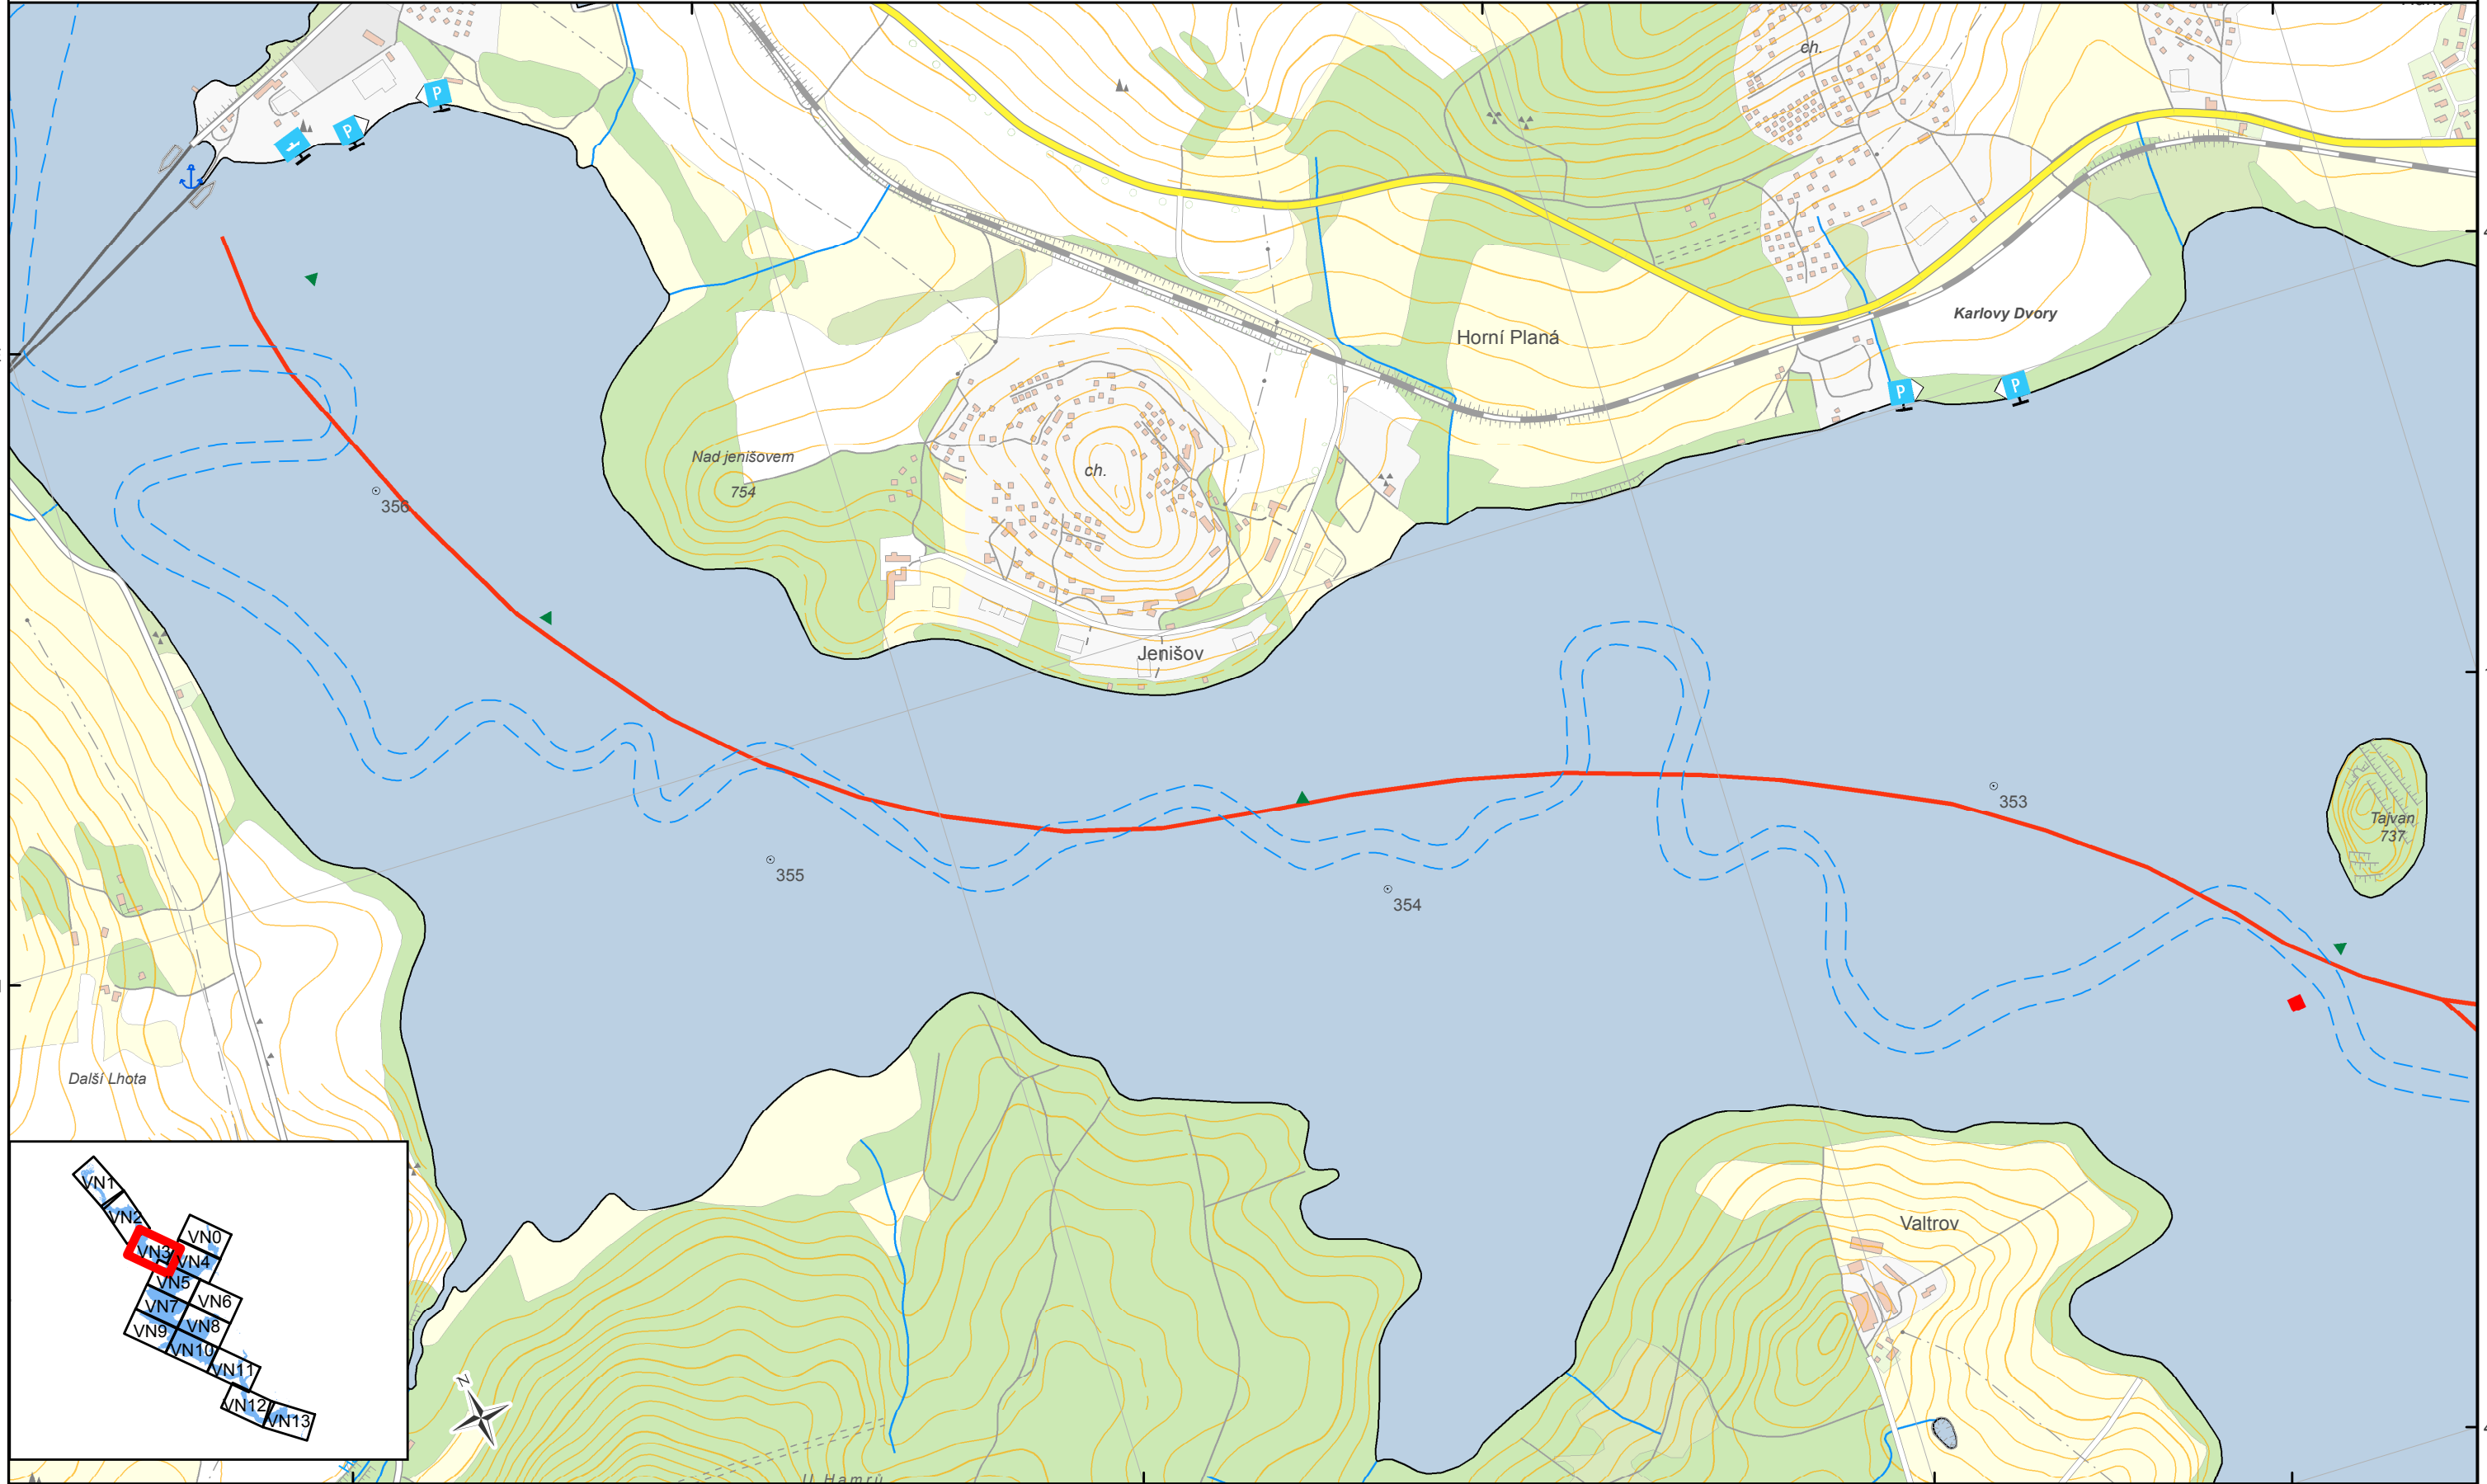 P
P
ch.
Karlovy Dvory
Horní Planá
P
P
Nad jenišovem
754
ch.
356
Jenišov
353
Tajvan
737
355
354
Další Lhota
Valtrov
VN1
VN2
VN0
VN3
VN4
VN5
VN6
VN7
VN8
VN9
VN10
VN11
VN12
VN13
N
U Hamrů